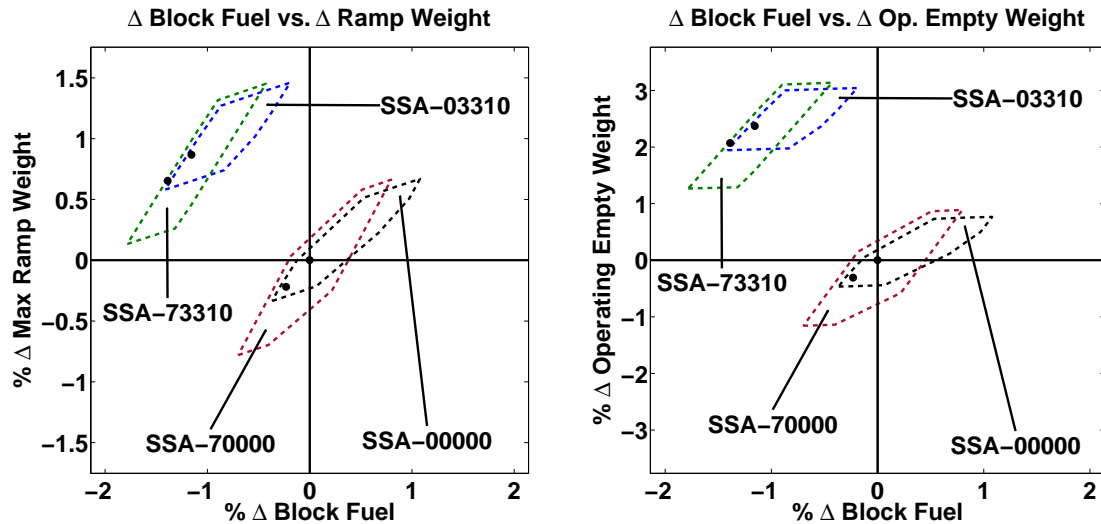 Δ Block Fuel vs. Δ Ramp Weight
% Δ Max Ramp Weight
1.5
1
0.5
0
−0.5
−1
−1.5
SSA−03310
SSA−73310
SSA−70000
SSA−00000
−2
−1
0
1
2
% Δ Block Fuel
Δ Block Fuel vs. Δ Op. Empty Weight
% Δ Operating Empty Weight
3
2
1
0
−1
−2
−3
SSA−03310
SSA−73310
SSA−70000
SSA−00000
−2
−1
0
1
2
% Δ Block Fuel